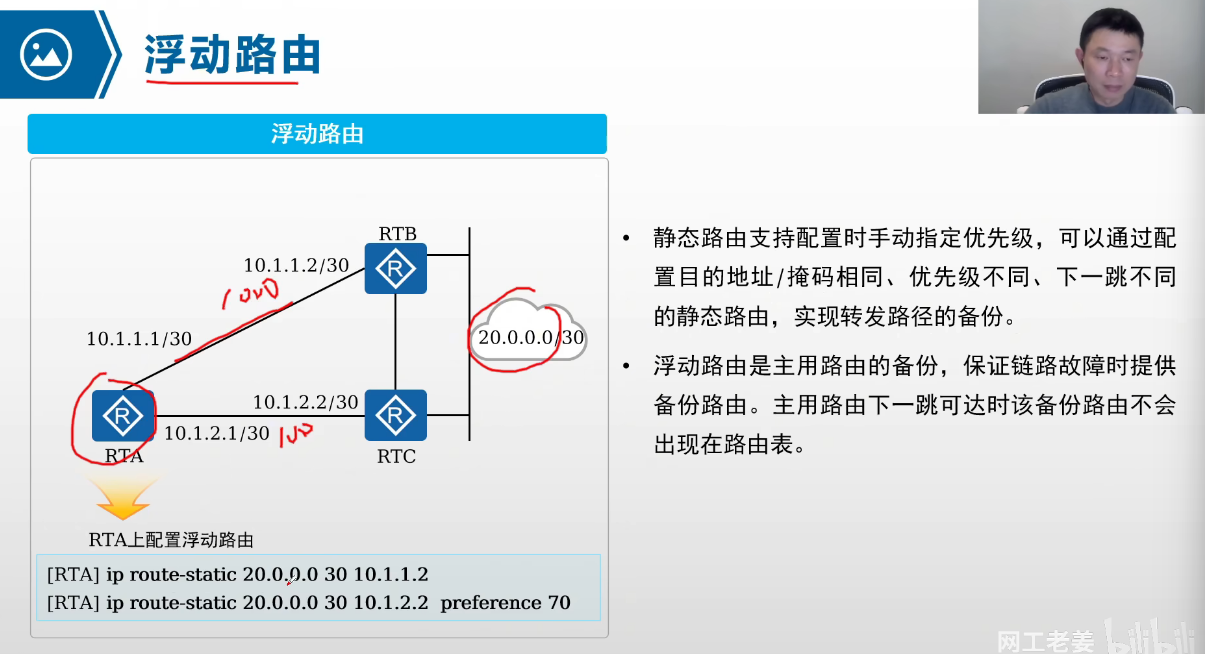 浮动路由
浮动路由
RTB
10.1.1.2/30
1000
10.1.1.1/30
20.0.0.0/30
10.1.2.2/30
10.1.2.1/30
100
RTA
RTC
RTA上配置浮动路由
[RTA] ip route-static 20.0.0.0 30 10.1.1.2
[RTA] ip route-static 20.0.0.0 30 10.1.2.2 preference 70
• 静态路由支持配置时手动指定优先级，可以通过配
置目的地址/掩码相同、优先级不同、下一跳不同
的静态路由，实现转发路径的备份。
• 浮动路由是主用路由的备份，保证链路故障时提供
备份路由。主用路由下一跳可达时该备份路由不会
出现在路由表。
网工老姜 bilibili